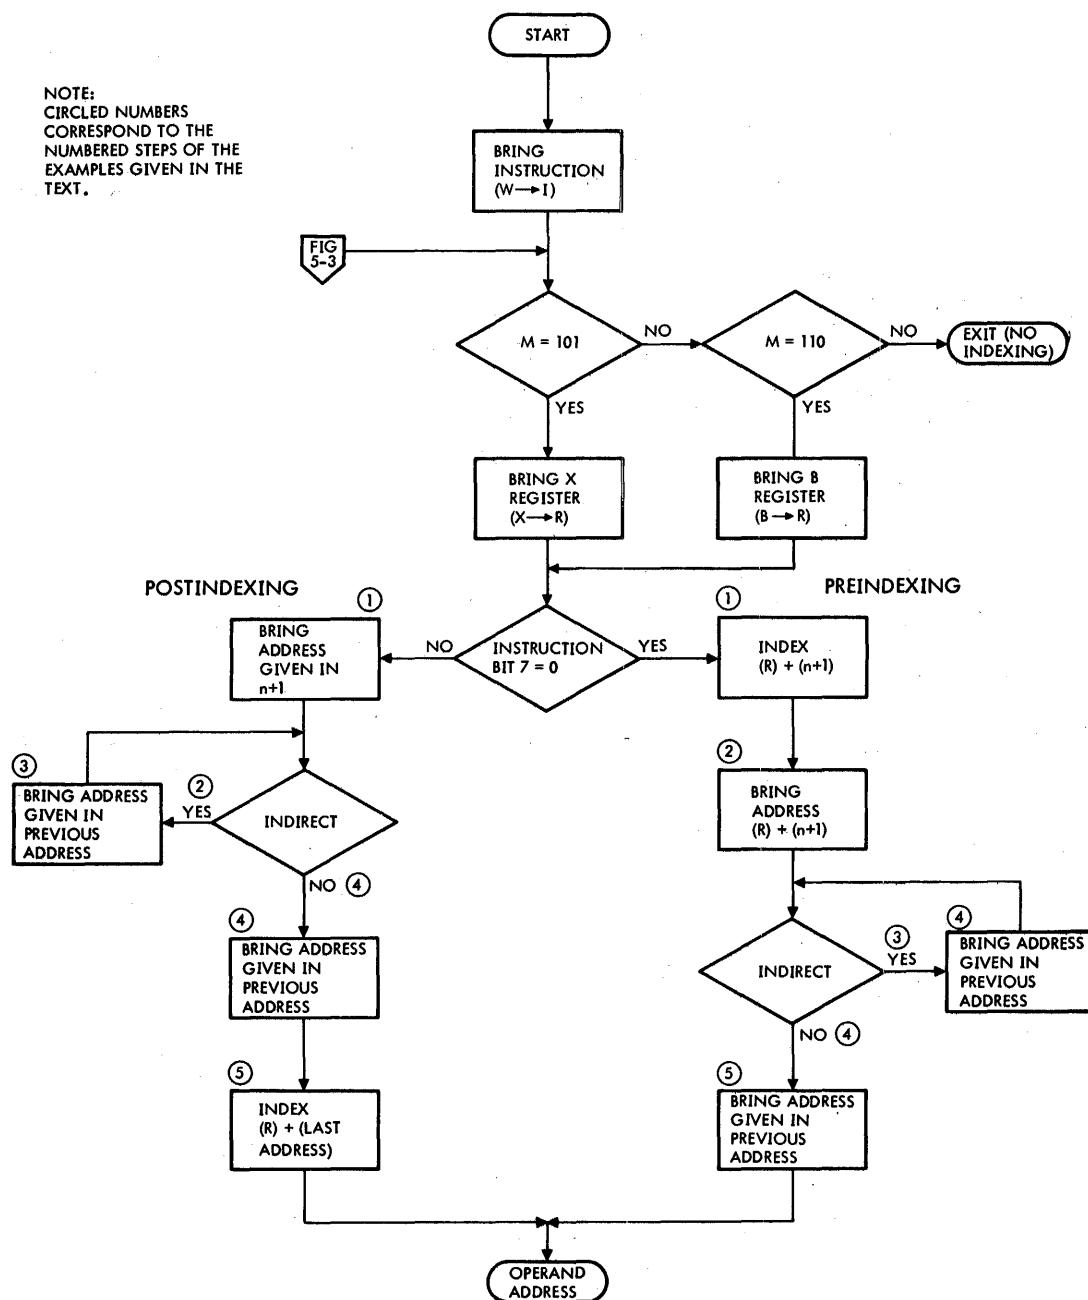 START
NOTE:
CIRCLED NUMBERS
CORRESPOND TO THE
NUMBERED STEPS OF THE
EXAMPLES GIVEN IN THE
TEXT.
BRING
INSTRUCTION
(W→I)
FIG
5-3
M = 101
NO
M = 110
NO
EXIT (NO
INDEXING)
YES
YES
BRING X
REGISTER
(X→R)
BRING B
REGISTER
(B→R)
POSTINDEXING
PREINDEXING
①
BRING
ADDRESS
GIVEN IN
n+1
NO
INSTRUCTION
BIT 7 = 0
YES
①
INDEX
(R) + (n+1)
③
BRING ADDRESS
GIVEN IN
PREVIOUS
ADDRESS
②
YES
INDIRECT
NO ④
②
BRING
ADDRESS
(R) + (n+1)
④
BRING ADDRESS
GIVEN IN
PREVIOUS
ADDRESS
INDIRECT
③
YES
④
BRING ADDRESS
GIVEN IN
PREVIOUS
ADDRESS
NO ④
⑤
INDEX
(R) + (LAST
ADDRESS)
⑤
BRING ADDRESS
GIVEN IN
PREVIOUS
ADDRESS
OPERAND
ADDRESS